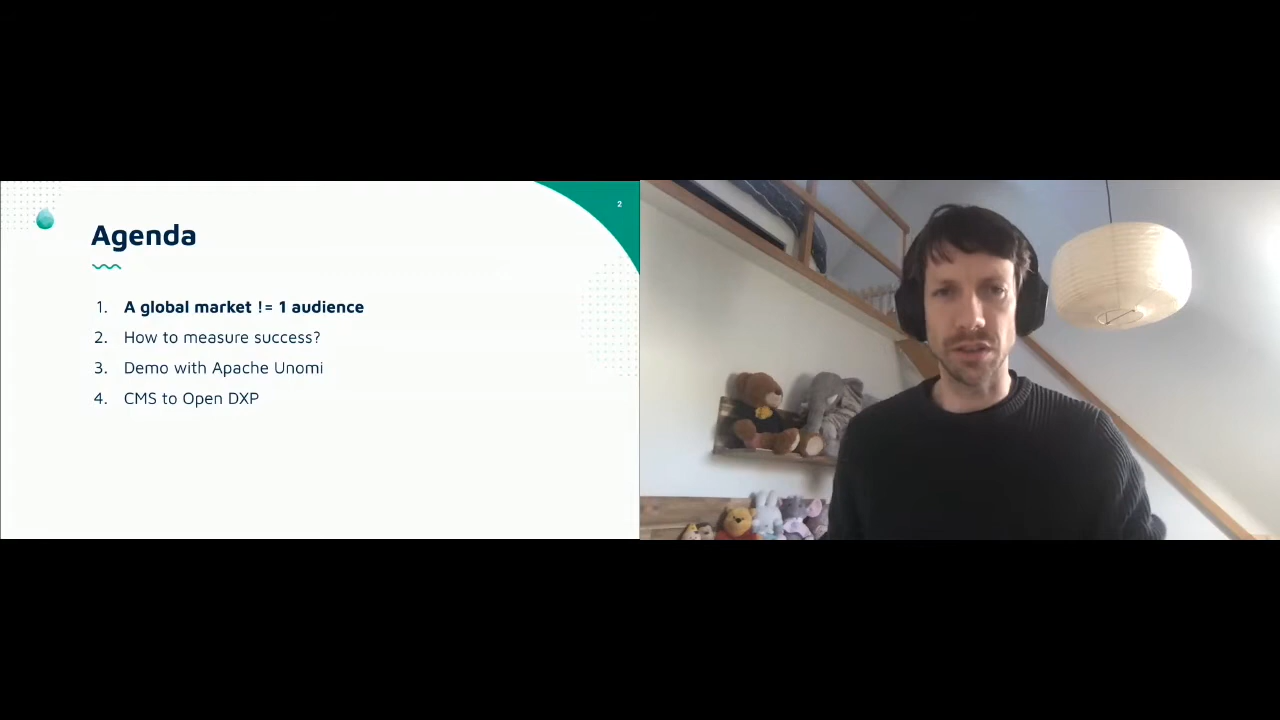 2
Agenda
1. A global market != 1 audience
2. How to measure success?
3. Demo with Apache Unomi
4. CMS to Open DXP